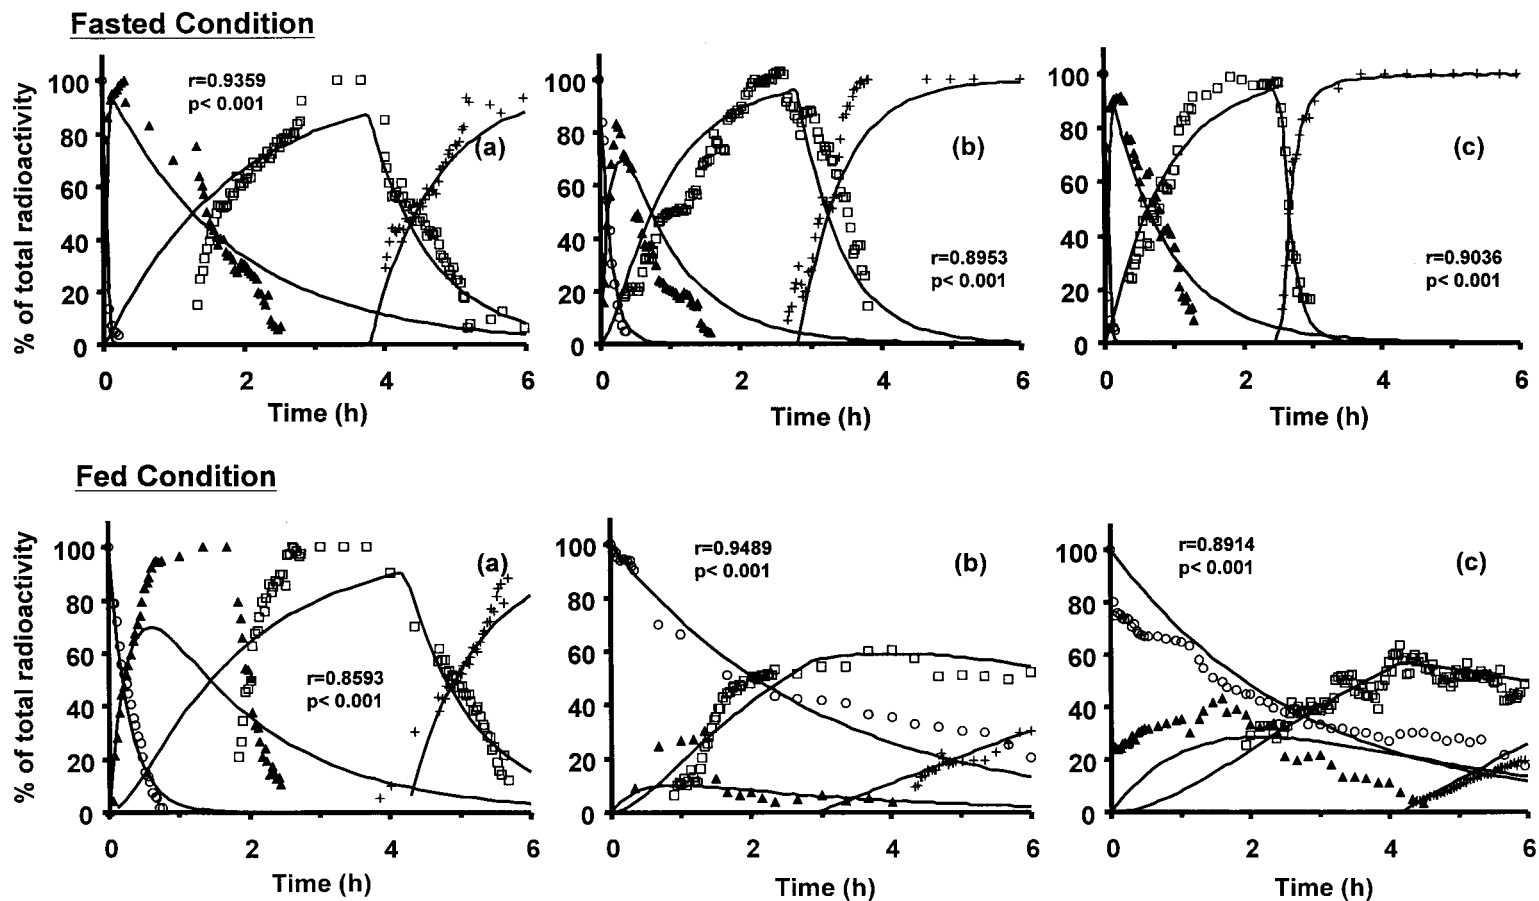 Fasted Condition
% of total radioactivity
100
80
60
40
20
0
r=0.9359
p< 0.001
(a)
0 2 4 6
Time (h)
100
80
60
40
20
0
(b)
r=0.8953
p< 0.001
0 2 4 6
Time (h)
100
80
60
40
20
0
(c)
r=0.9036
p< 0.001
0 2 4 6
Time (h)
Fed Condition
% of total radioactivity
100
80
60
40
20
0
(a)
r=0.8593
p< 0.001
0 2 4 6
Time (h)
100
80
60
40
20
0
r=0.9489
p< 0.001
(b)
0 2 4 6
Time (h)
100
80
60
40
20
0
r=0.8914
p< 0.001
(c)
0 2 4 6
Time (h)